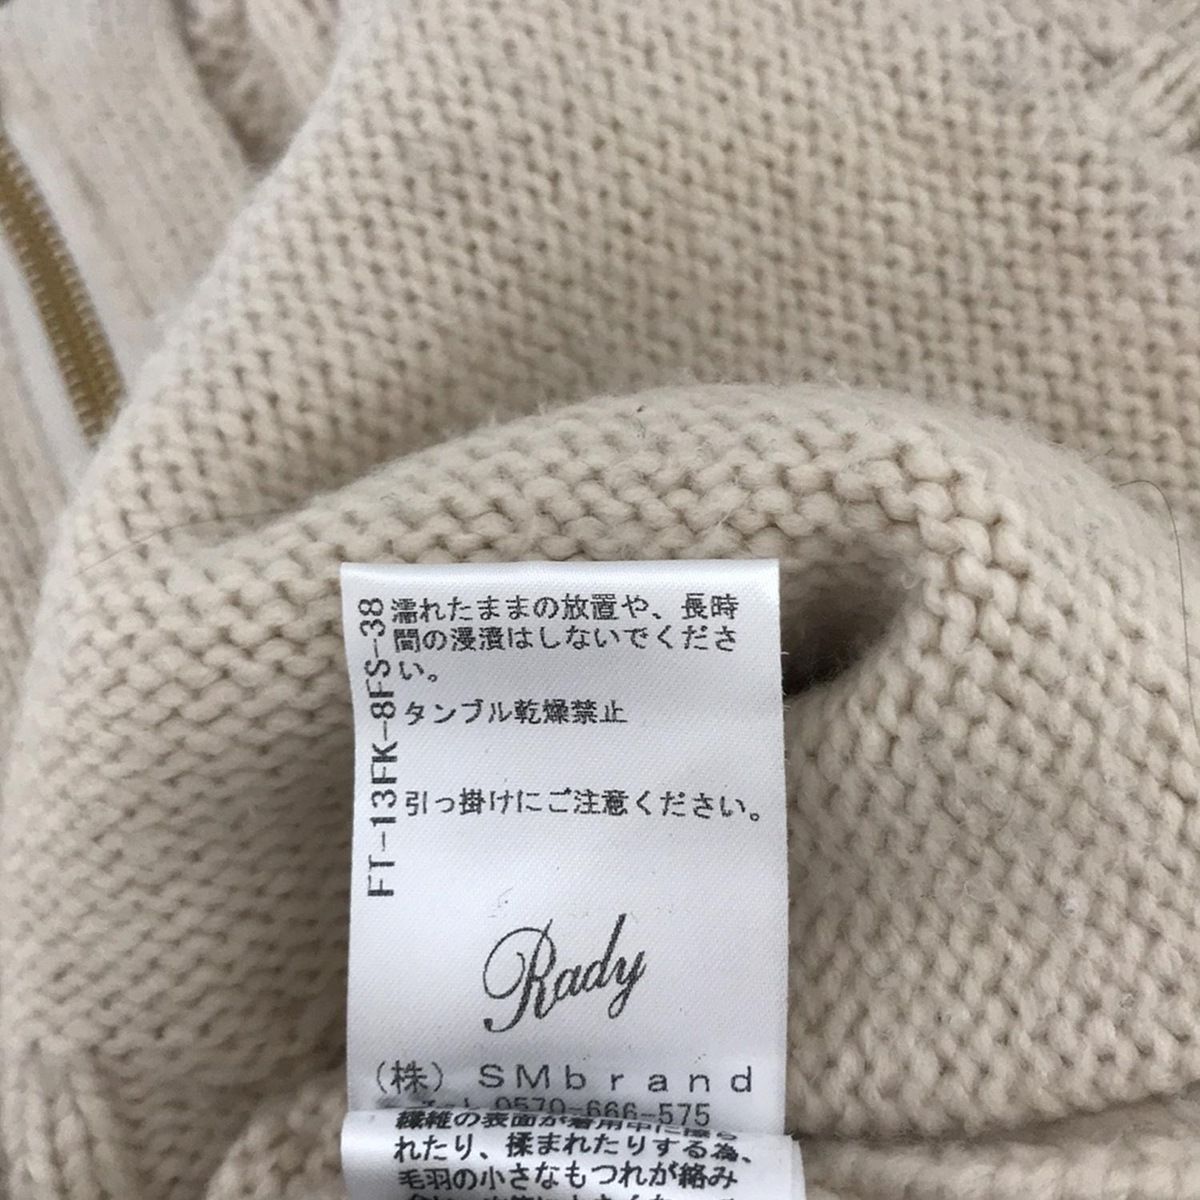 濡れたままの放置や、長時
間の浸漬はしないでくださ
い。
タンブル乾燥禁止
引っ掛けにご注意ください。
FT-13FK-8FS-38
Rady
(株) SMbrand
0570-666-575
繊維の表面が着用中に擦ら
れたり、揉まれたりする為、
毛羽の小さなもつれが絡み